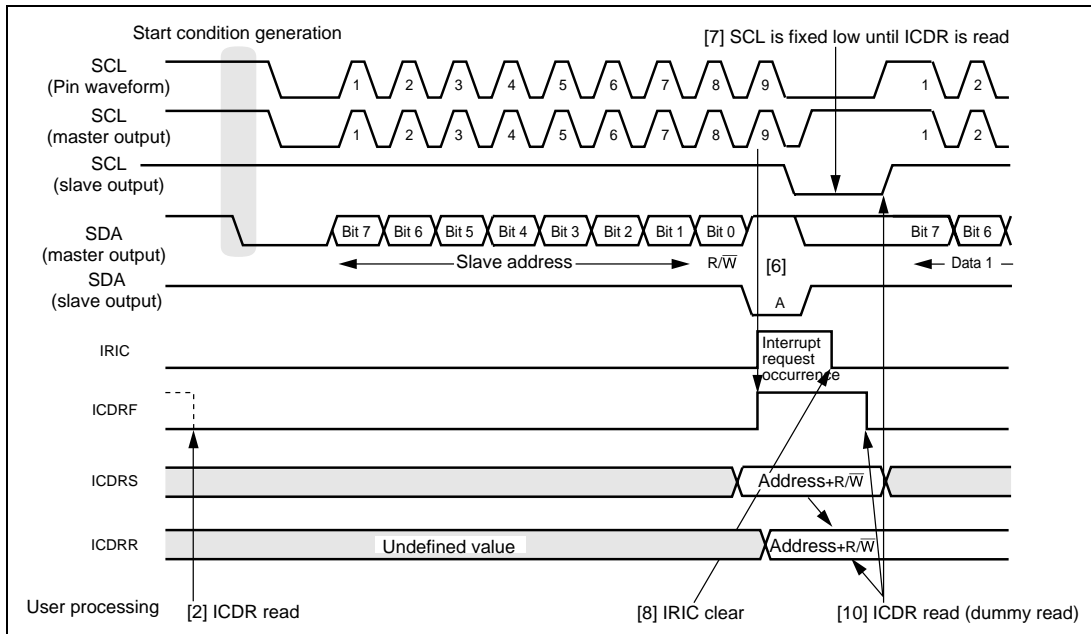 Start condition generation
[7] SCL is fixed low until ICDR is read
SCL
(Pin waveform)
1 2 3 4 5 6 7 8 9 1 2
SCL
(master output)
1 2 3 4 5 6 7 8 9 1 2
SCL
(slave output)
SDA
(master output)
Bit 7 Bit 6 Bit 5 Bit 4 Bit 3 Bit 2 Bit 1 Bit 0 Bit 7 Bit 6
Slave address R/W̅ [6] Data 1
SDA
(slave output)
A
IRIC
Interrupt
request
occurrence
ICDRF
ICDRS
Address+R/W̅
ICDRR
Undefined value
Address+R/W̅
User processing
[2] ICDR read
[8] IRIC clear
[10] ICDR read (dummy read)